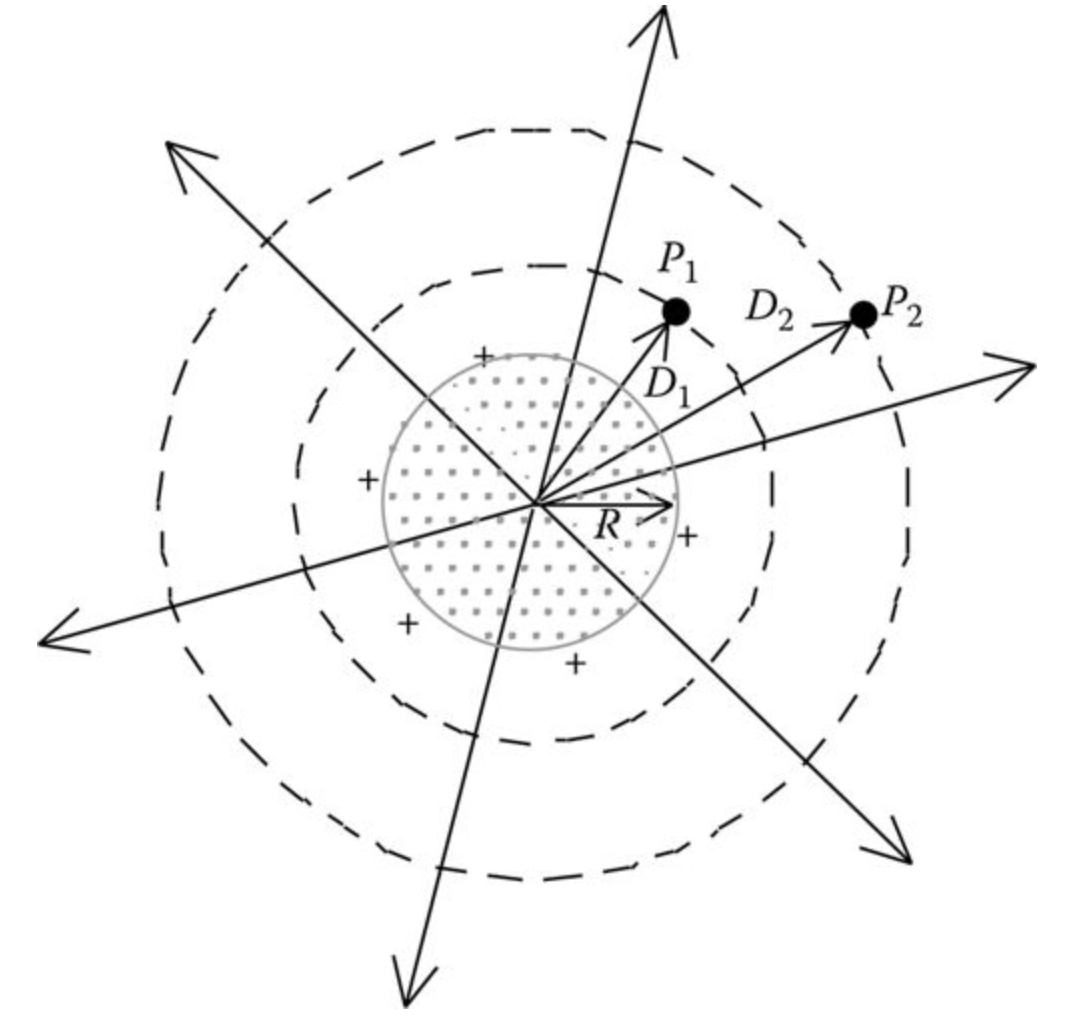 P₁
D₂
P₂
D₁
R
+
+
+
+
+